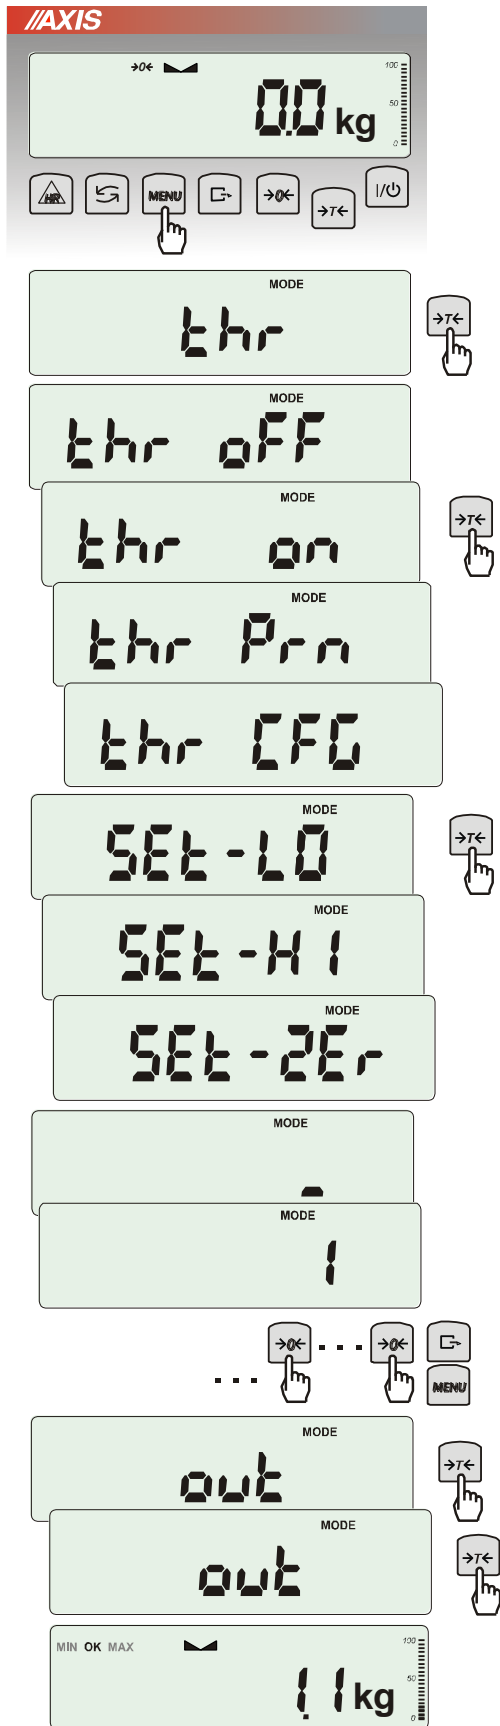 AXIS
→0← 100
50
0.0 kg
0
HR MENU →0← →T← I/⏻
MODE
thr →T←
MODE
thr oFF
MODE
thr on →T←
MODE
thr Prn
thr CFG
MODE
SEt-LO →T←
MODE
SEt-HI
MODE
SEt-2Er
MODE
-
MODE
1
→0← . . . →0←
. . . MENU
MODE
out →T←
MODE
out →T←
MIN OK MAX 100
50
1.1 kg
0